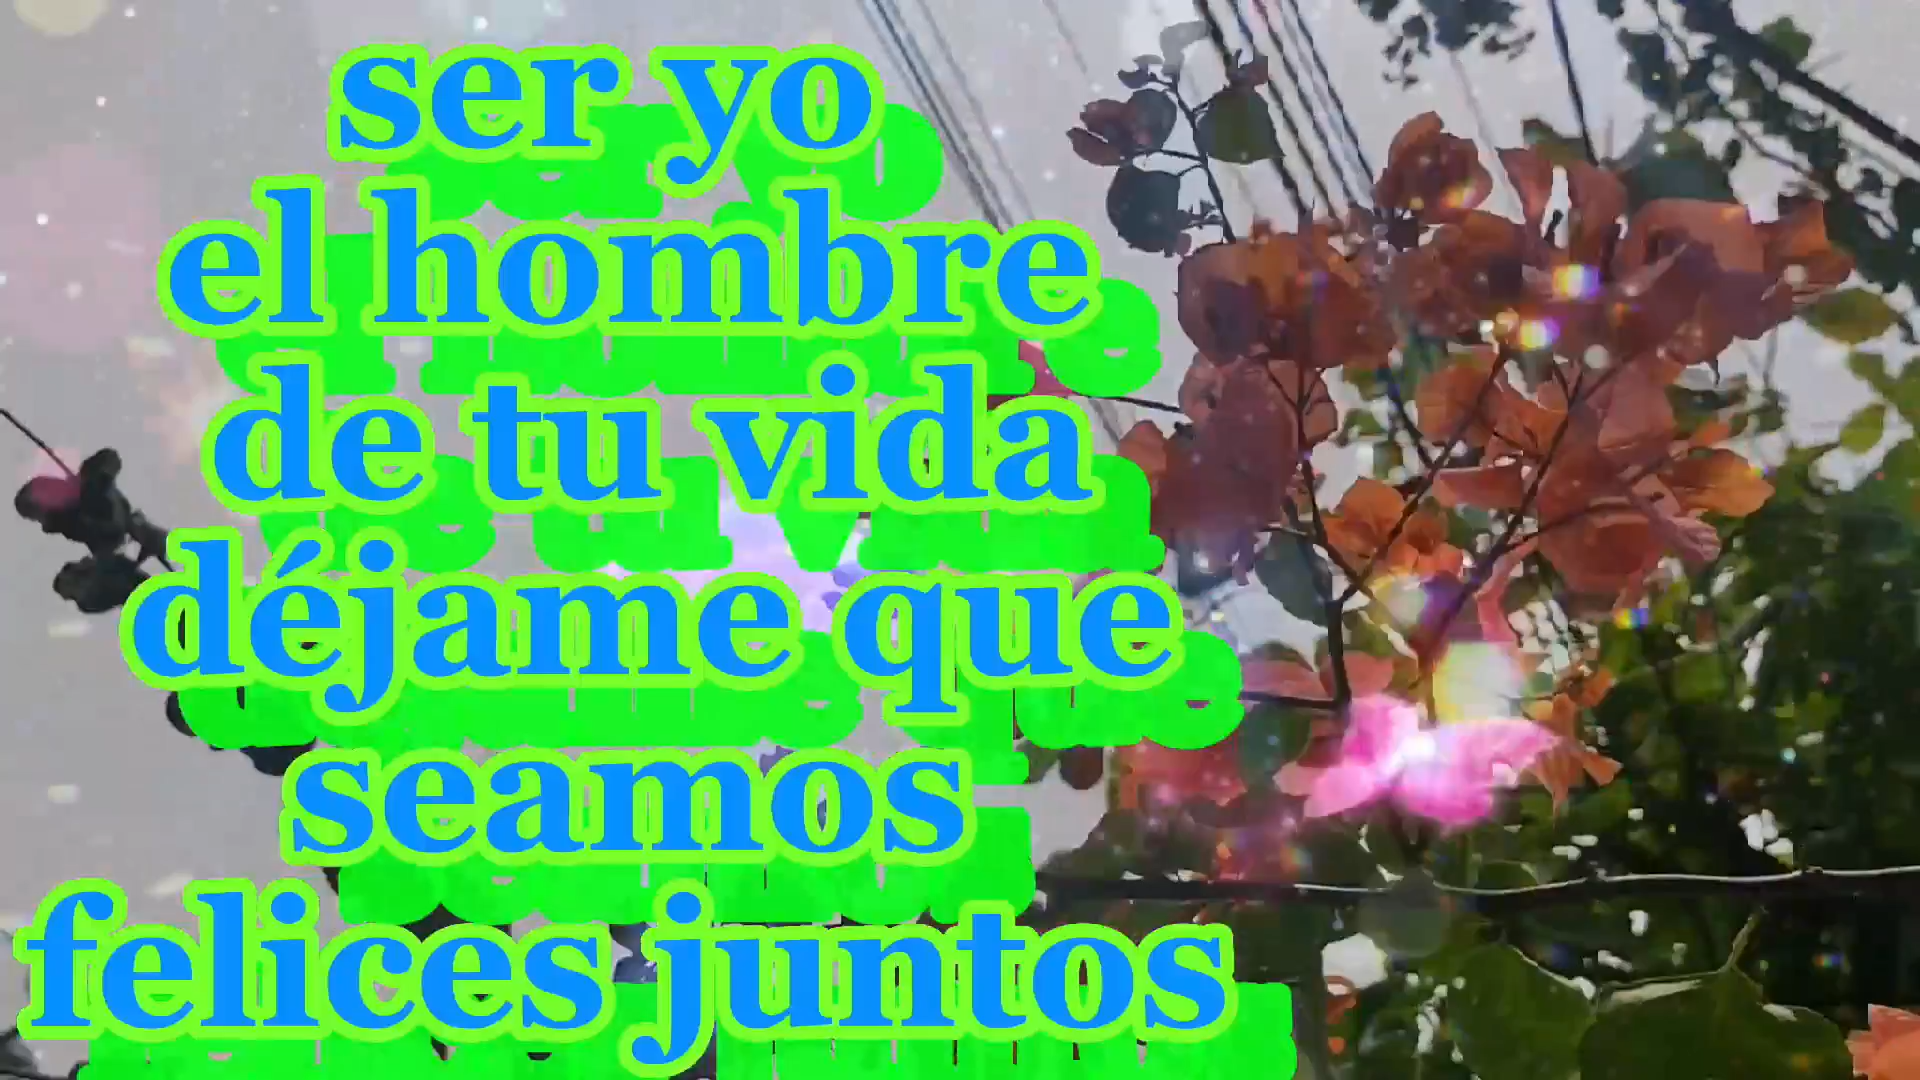 ser yo
el hombre
de tu vida
déjame que
seamos
felices juntos